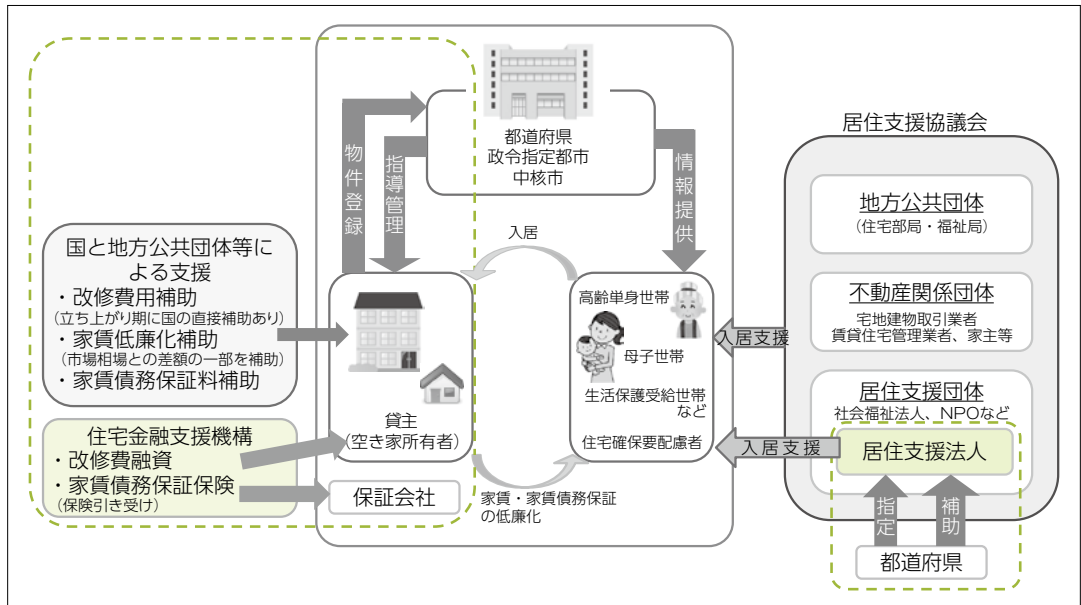 都道府県
政令指定都市
中核市
物件登録
指導管理
情報提供
入居
国と地方公共団体等に
よる支援
・改修費用補助
(立ち上がり期に国の直接補助あり)
・家賃低廉化補助
(市場相場との差額の一部を補助)
・家賃債務保証料補助
住宅金融支援機構
・改修費融資
・家賃債務保証保険
(保険引き受け)
貸主
(空き家所有者)
保証会社
家賃・家賃債務保証
の低廉化
高齢単身世帯
母子世帯
生活保護受給世帯
など
住宅確保要配慮者
入居支援
入居支援
居住支援協議会
地方公共団体
(住宅部局・福祉局)
不動産関係団体
宅地建物取引業者
賃貸住宅管理業者、家主等
居住支援団体
社会福祉法人、NPOなど
居住支援法人
指定
補助
都道府県